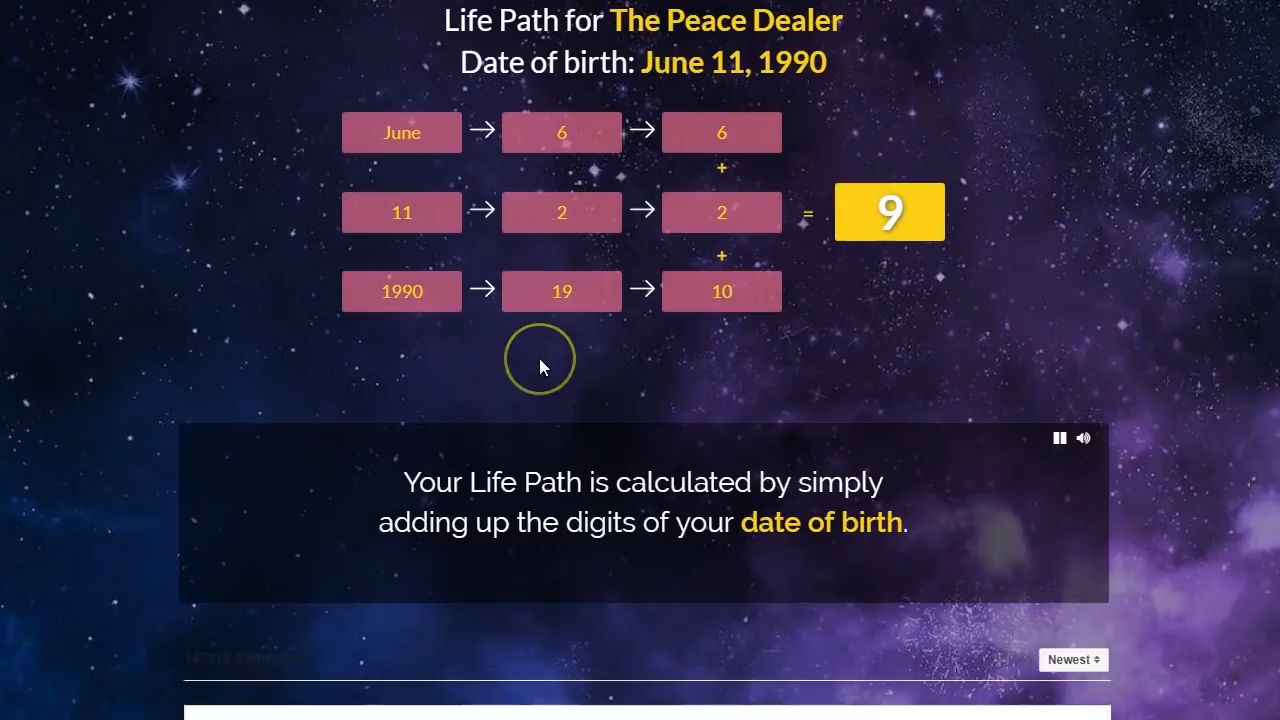 Life Path for The Peace Dealer
Date of birth: June 11, 1990
June → 6 → 6
+
11 → 2 → 2 = 9
+
1990 → 19 → 10
Your Life Path is calculated by simply
adding up the digits of your date of birth.
Newest